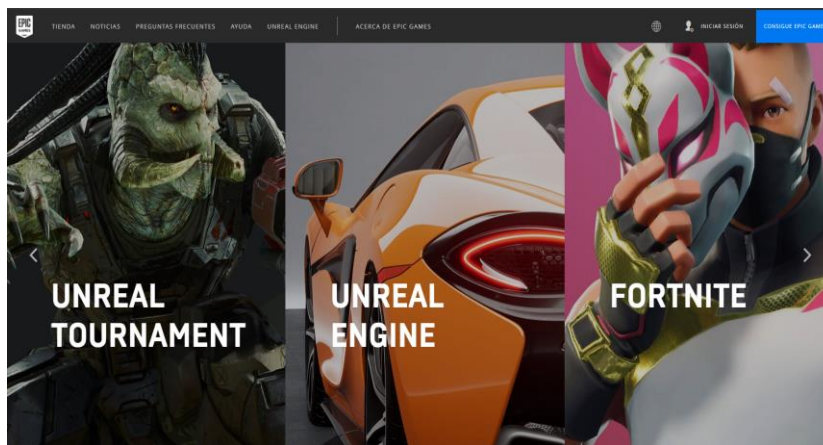 EPIC GAMES
TIENDA NOTICIAS PREGUNTAS FRECUENTES AYUDA UNREAL ENGINE ACERCA DE EPIC GAMES INICIAR SESIÓN CONSIGUE EPIC GAME
UNREAL
TOURNAMENT
UNREAL
ENGINE
FORTNITE